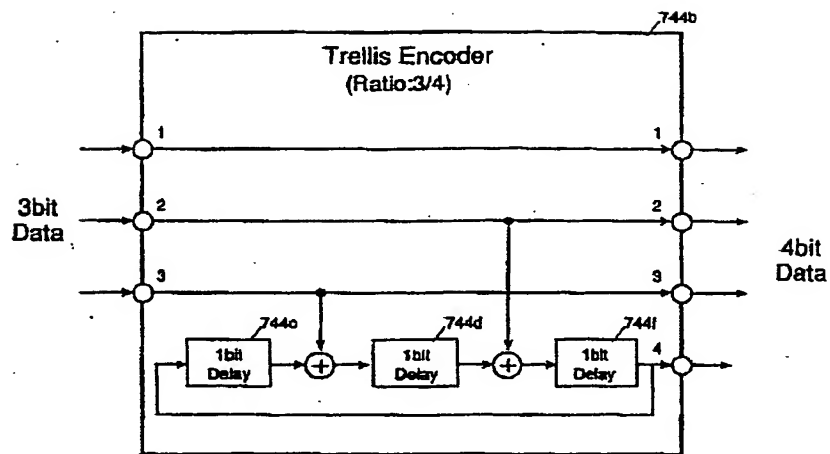 744b
Trellis Encoder
(Ratio:3/4)
1
1
3bit
Data
2
2
4bit
Data
3
3
744c
744d
744f
1bit
Delay
+
1bit
Delay
+
1bit
Delay
4